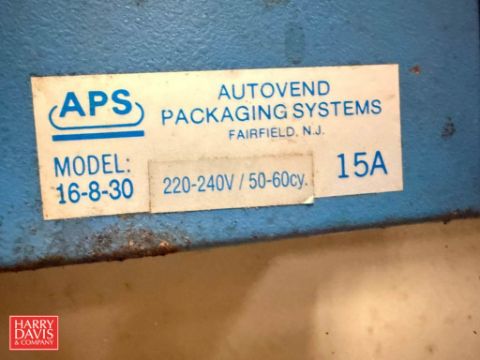 APS
AUTOVEND
PACKAGING SYSTEMS
FAIRFIELD, N.J.
MODEL:
16-8-30
220-240V / 50-60cy.
15A
HARRY
DAVIS
& COMPANY